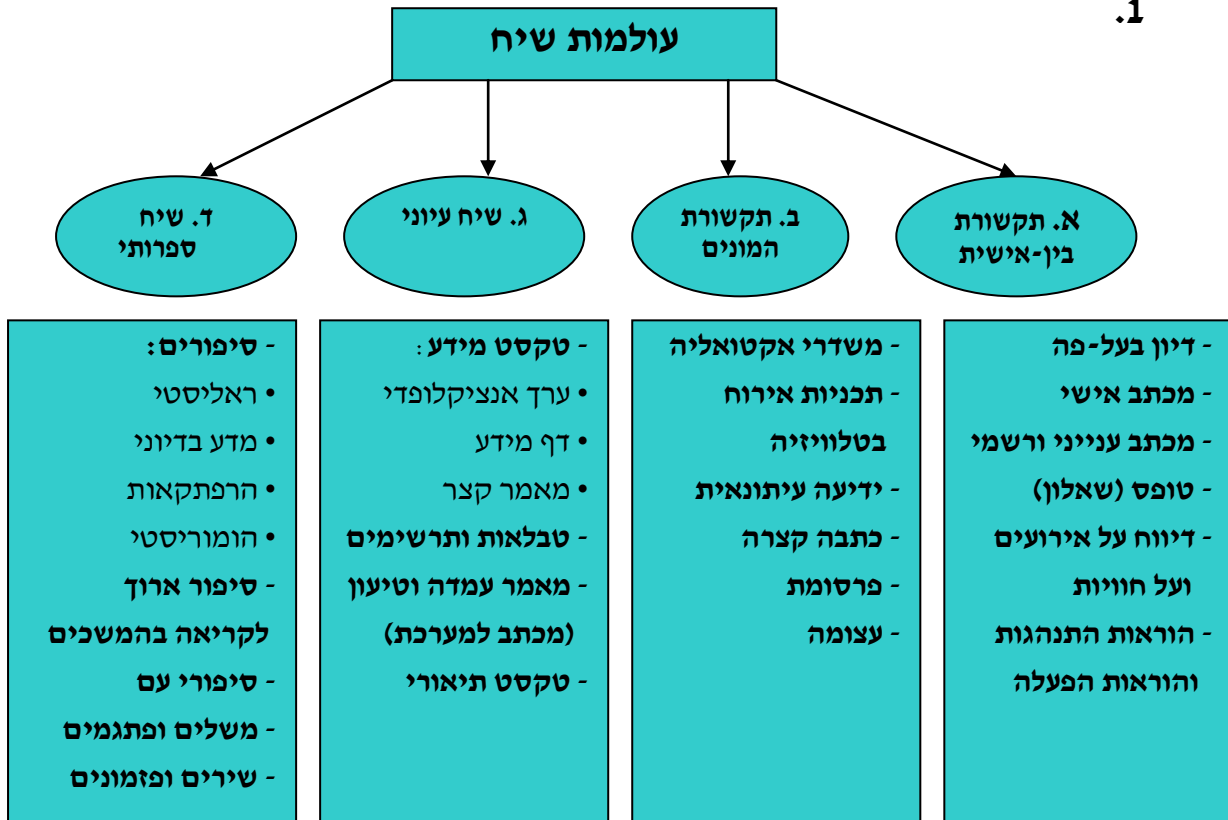 1.
עולמות שיח
א. תקשורת
בין-אישית
ב. תקשורת
המונים
ג. שיח עיוני
ד. שיח
ספרותי
- דיון בעל-פה
- מכתב אישי
- מכתב ענייני ורשמי
- טופס (שאלון)
- דיווח על אירועים
ועל חוויות
- הוראות התנהגות
והוראות הפעלה
- משדרי אקטואליה
- תכניות אירוח
בטלוויזיה
- ידיעה עיתונאית
- כתבה קצרה
- פרסומת
- עצומה
- טקסט מידע:
• ערך אנציקלופדי
• דף מידע
• מאמר קצר
- טבלאות ותרשימים
- מאמר עמדה וטיעון
(מכתב למערכת)
- טקסט תיאורי
- סיפורים:
• ראליסטי
• מדע בדיוני
• הרפתקאות
• הומוריסטי
- סיפור ארוך
לקריאה בהמשכים
- סיפורי עם
- משלים ופתגמים
- שירים ופזמונים